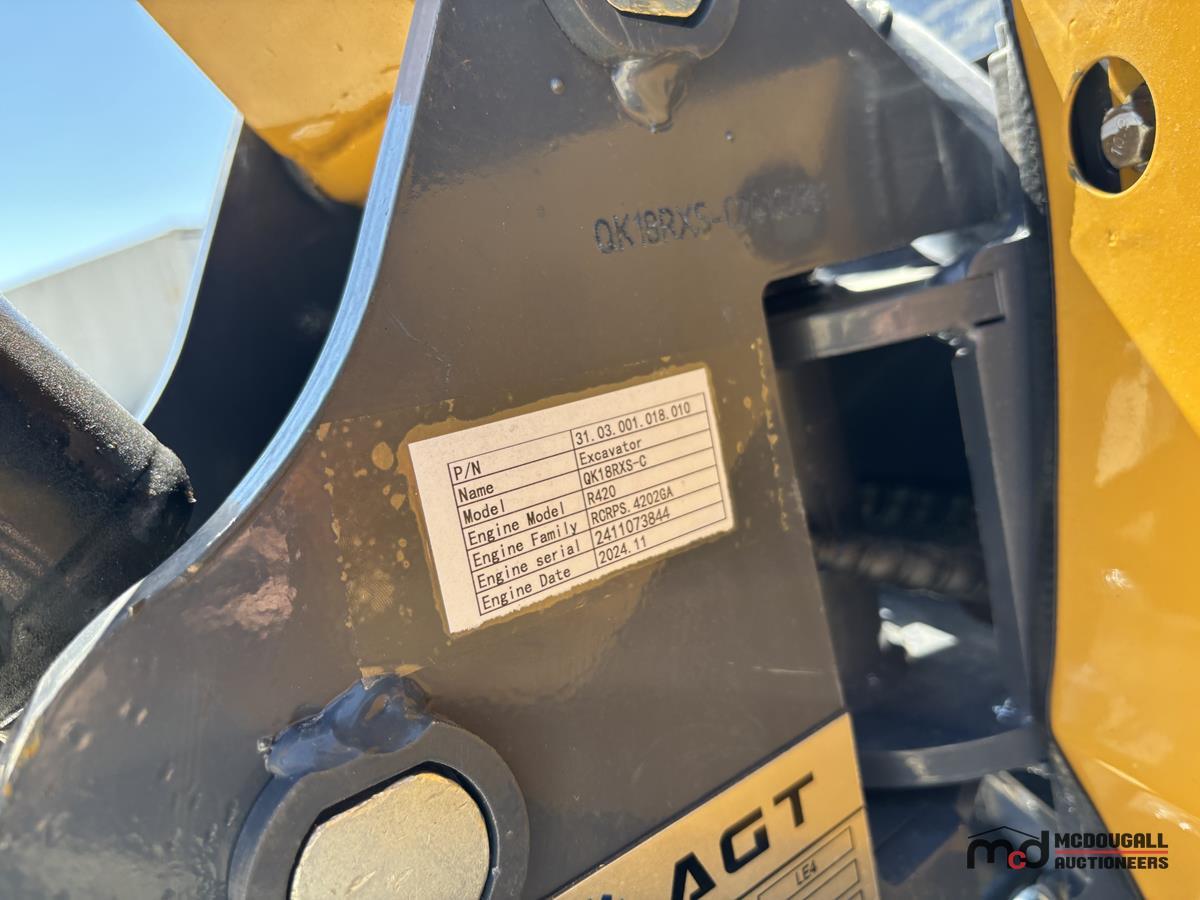 QK18RXS-
P/N 31.03.001.018.010
Name Excavator
Model QK18RXS-C
Engine Model R420
Engine Family RCRPS.4202GA
Engine serial 2411073844
Engine Date 2024.11
AGT
LE4
mcd MCDOUGALL
AUCTIONEERS